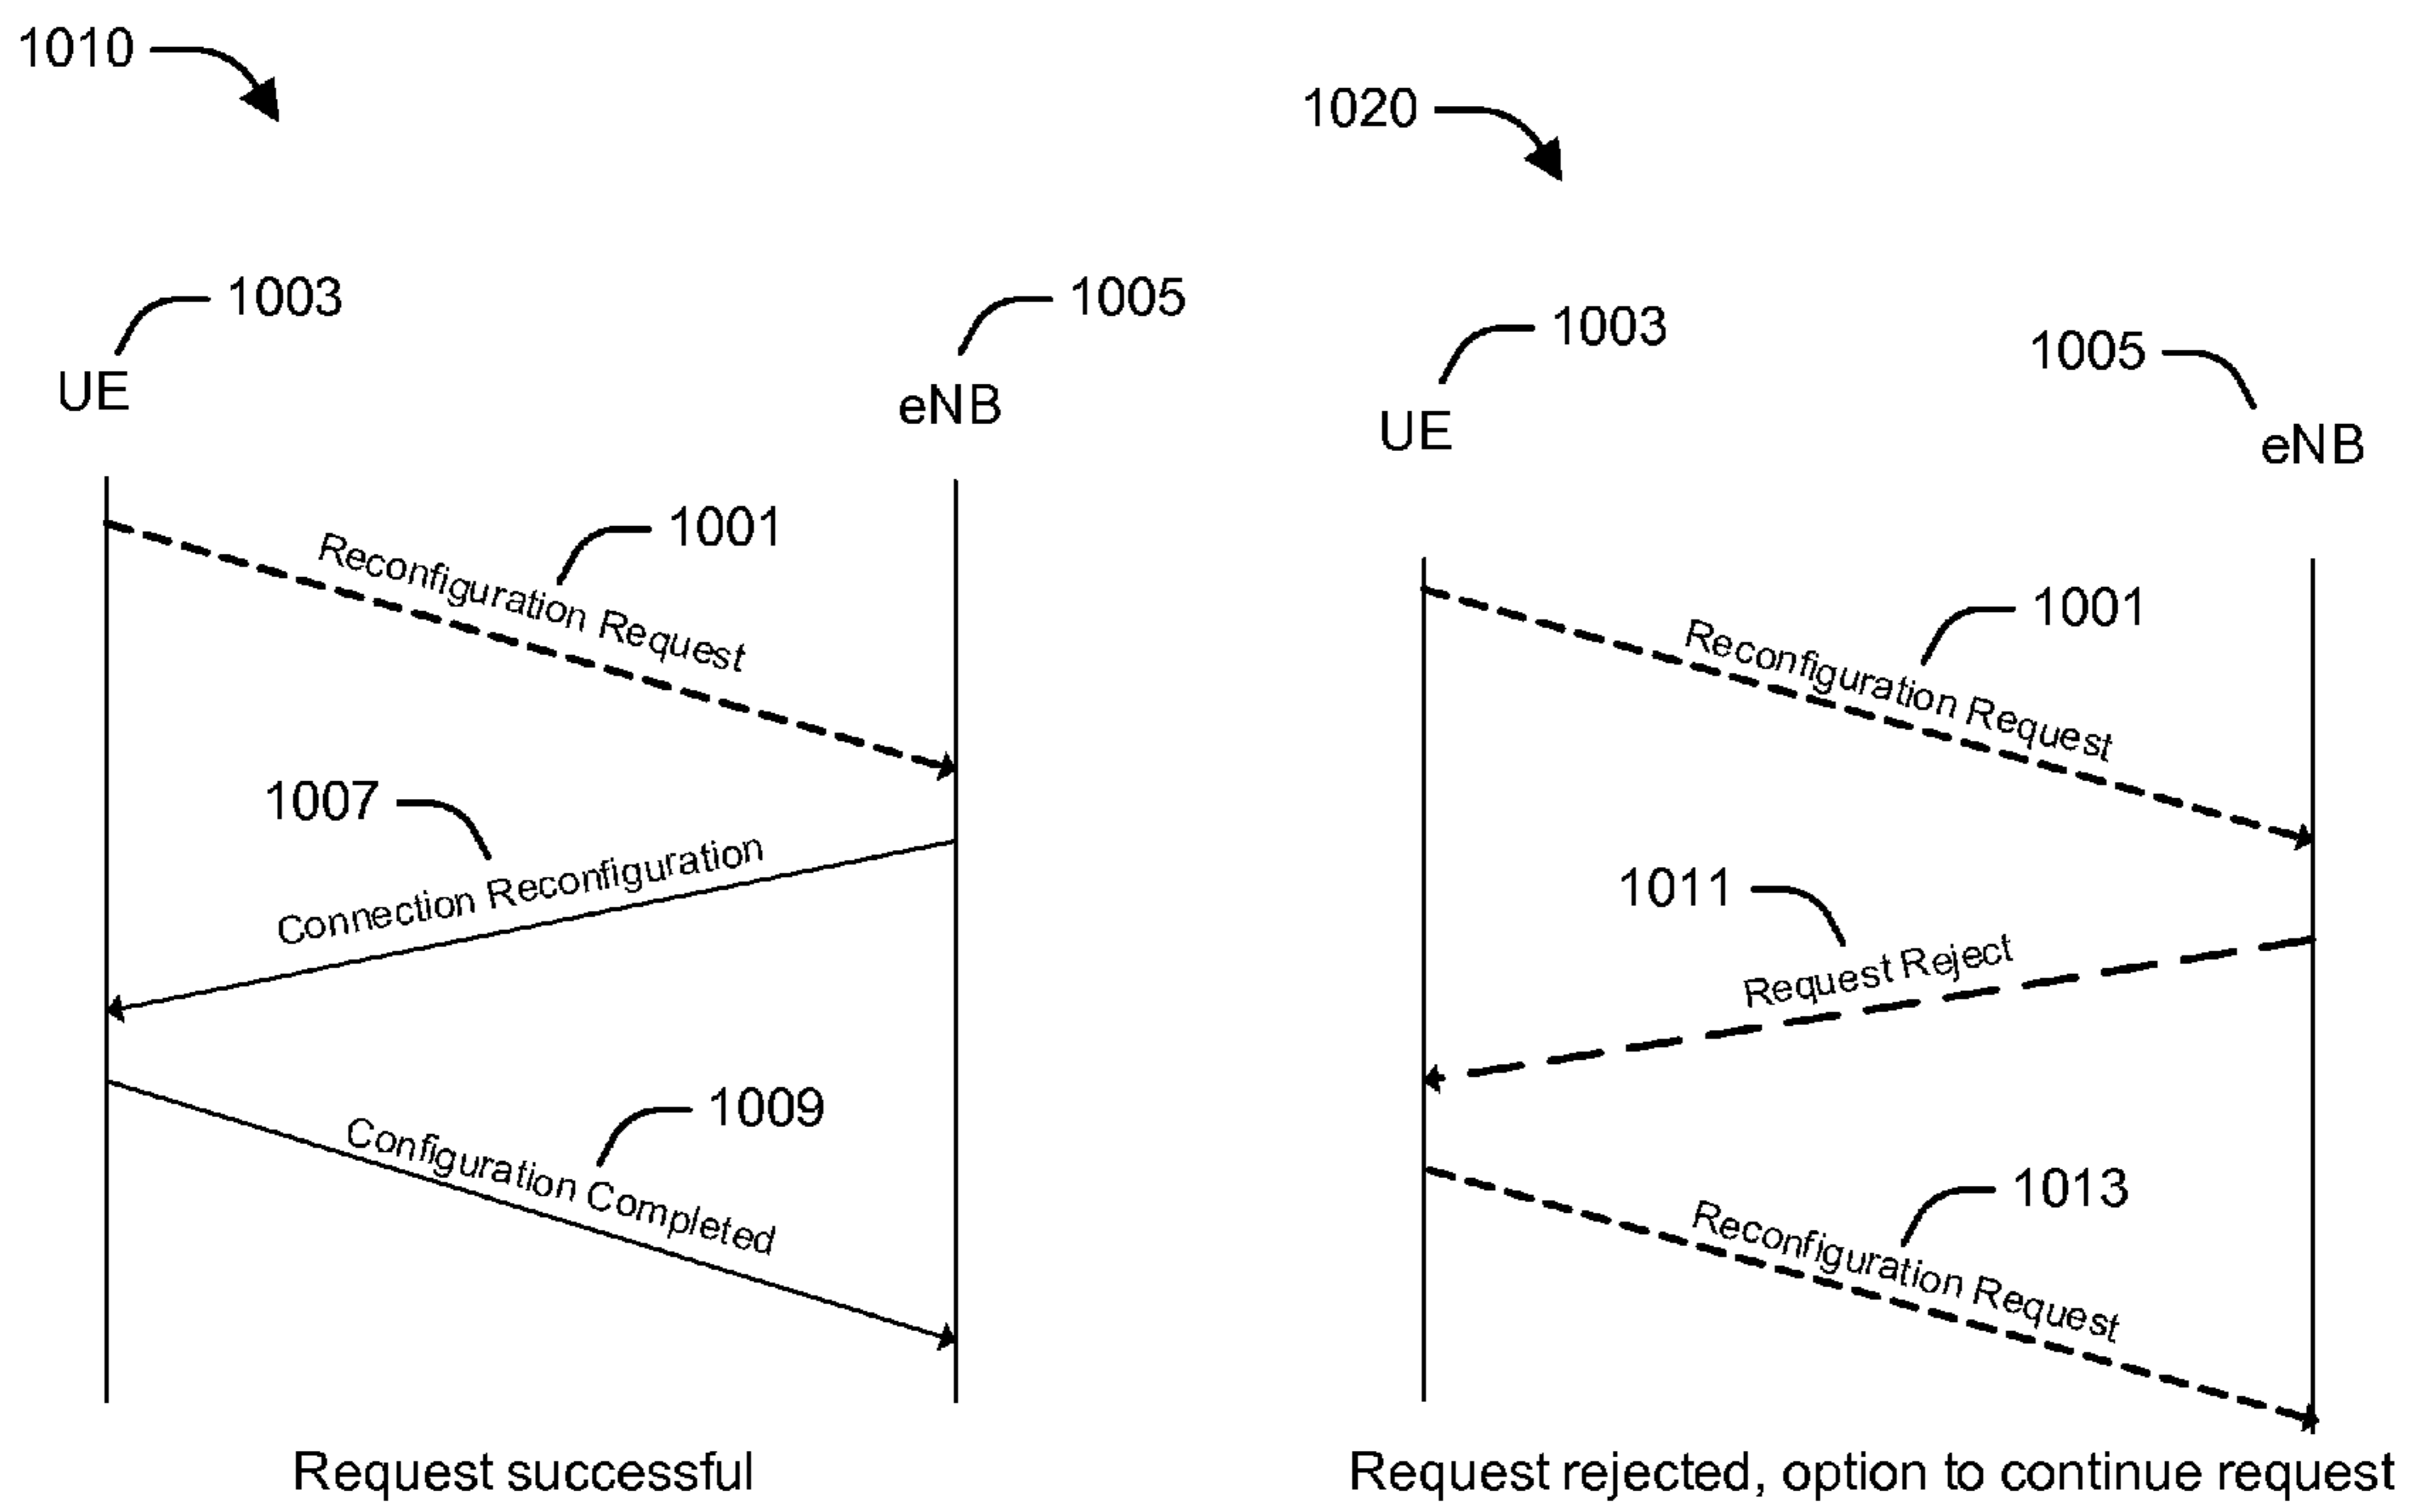 1010
1003
1005
UE
eNB
1001
Reconfiguration Request
1007
Connection Reconfiguration
1009
Configuration Completed
Request successful
1020
1003
1005
UE
eNB
1001
Reconfiguration Request
1011
Request Reject
1013
Reconfiguration Request
Request rejected, option to continue request